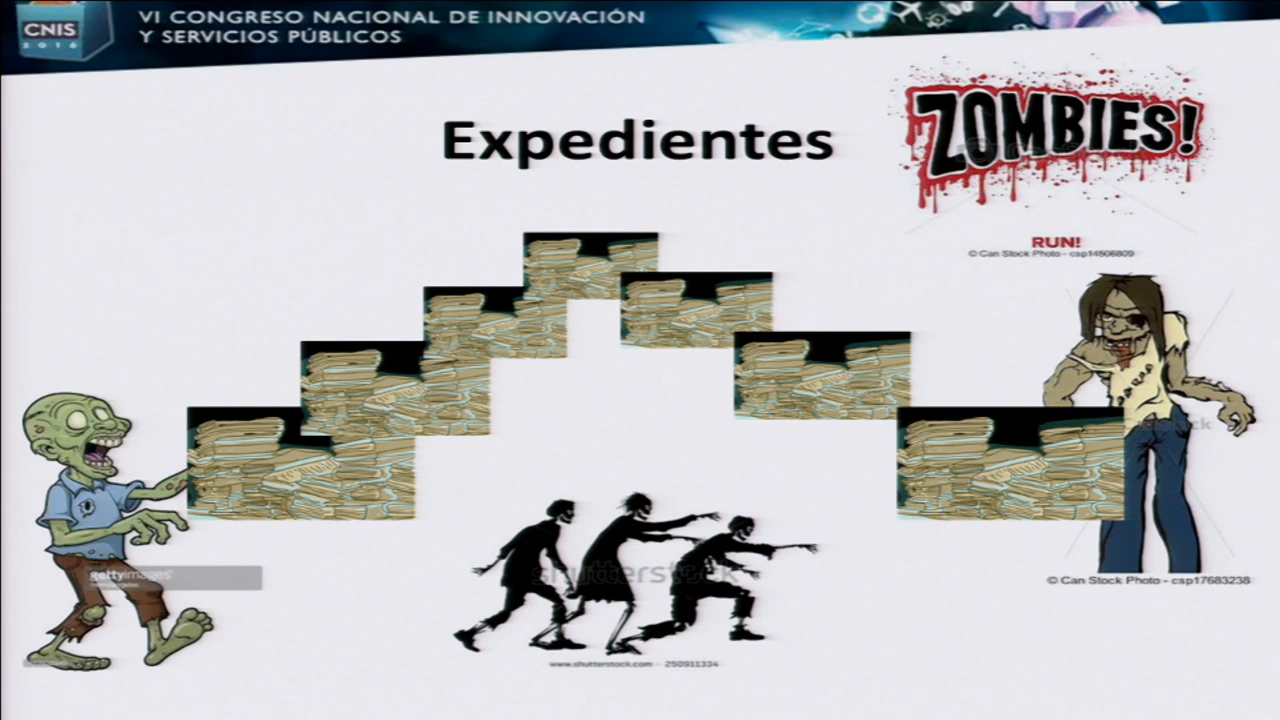 CNIS
2016
VI CONGRESO NACIONAL DE INNOVACIÓN
Y SERVICIOS PÚBLICOS
Expedientes
ZOMBIES!
RUN!
© Can Stock Photo - csp14506809
gettyimages
shutterstock
© Can Stock Photo - csp17683238
www.shutterstock.com · 250911334